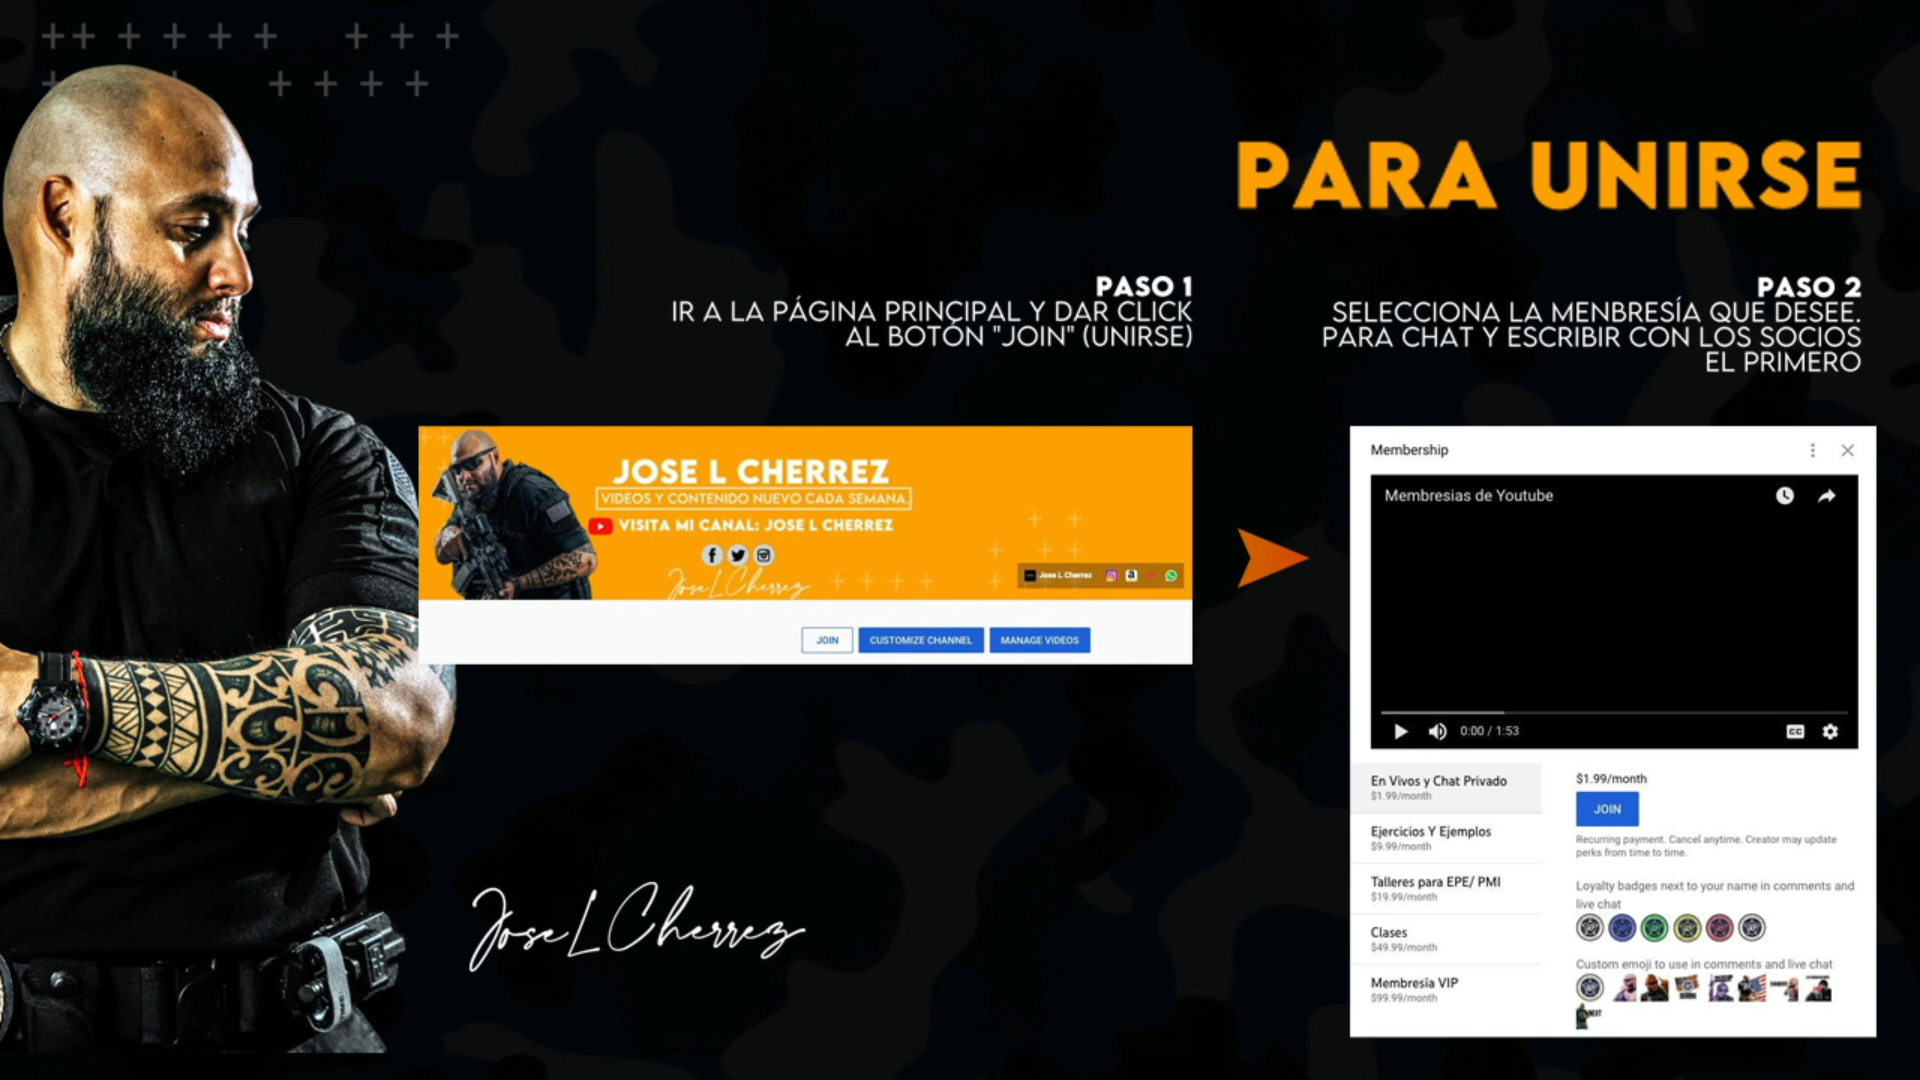 PARA UNIRSE
PASO 1
IR A LA PÁGINA PRINCIPAL Y DAR CLICK
AL BOTÓN "JOIN" (UNIRSE)
PASO 2
SELECCIONA LA MENBRESÍA QUE DESEE.
PARA CHAT Y ESCRIBIR CON LOS SOCIOS
EL PRIMERO
JOSE L CHERREZ
VIDEOS Y CONTENIDO NUEVO CADA SEMANA.
VISITA MI CANAL: JOSE L CHERREZ
Jose L Cherrez
Jose L Cherrez
JOIN
CUSTOMIZE CHANNEL
MANAGE VIDEOS
Membership
Membresias de Youtube
0:00 / 1:53
CC
En Vivos y Chat Privado
$1.99/month
Ejercicios Y Ejemplos
$9.99/month
Talleres para EPE/ PMI
$19.99/month
Clases
$49.99/month
Membresia VIP
$99.99/month
$1.99/month
JOIN
Recurring payment. Cancel anytime. Creator may update
perks from time to time.
Loyalty badges next to your name in comments and
live chat
Custom emoji to use in comments and live chat
NEXT
Jose L Cherrez